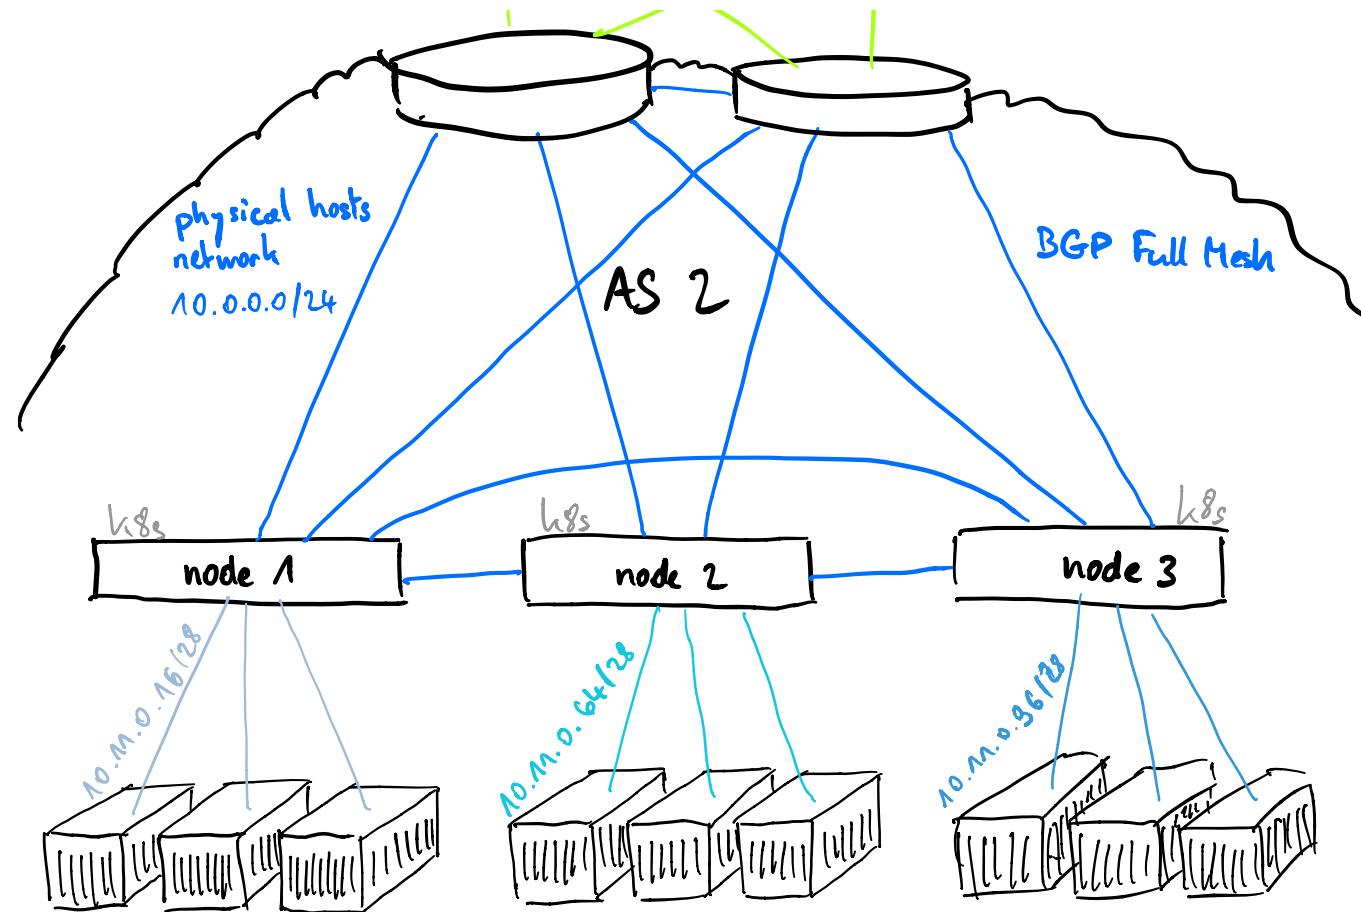 physical hosts
network
10.0.0.0/24
AS 2
BGP Full Mesh
k8s
k8s
k8s
node 1
node 2
node 3
10.11.0.16/28
10.11.0.64/28
10.11.0.96/28